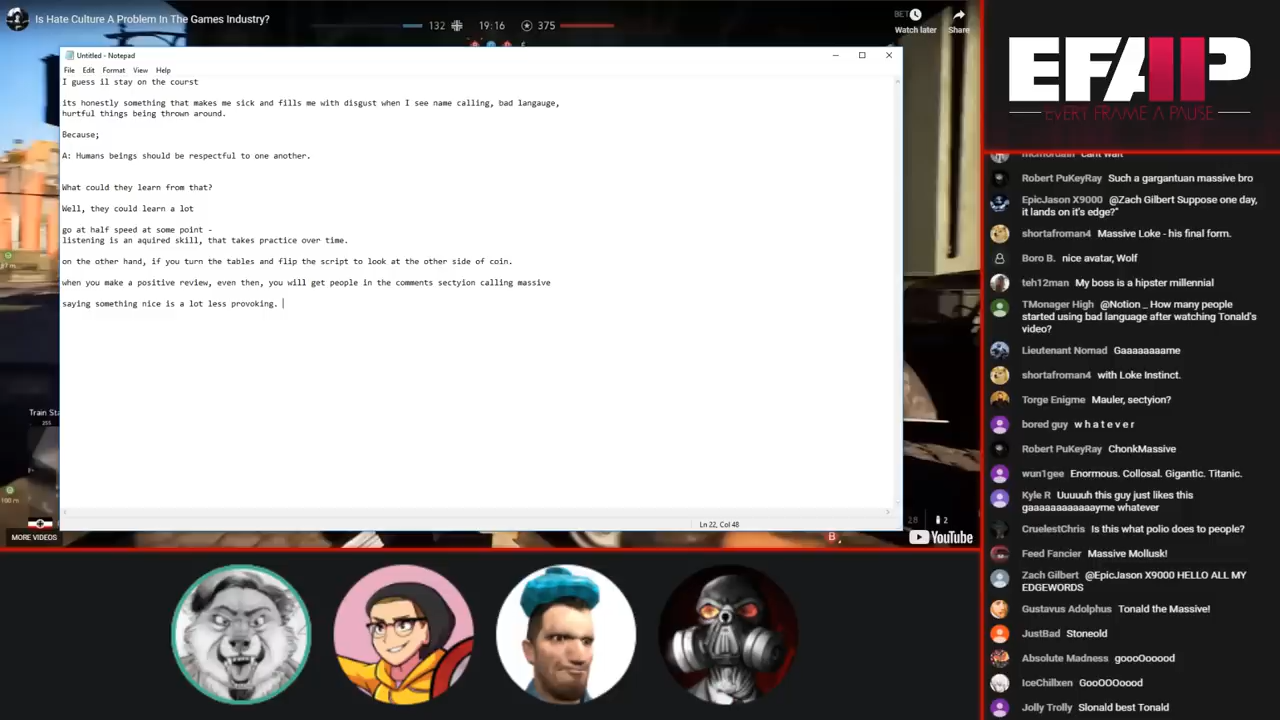 Is Hate Culture A Problem In The Games Industry?
132
19:16
375
Watch later
Share
Untitled - Notepad
File Edit Format View Help
I guess il stay on the courst
its honestly something that makes me sick and fills me with disgust when I see name calling, bad langauge,
hurtful things being thrown around.
Because;
A: Humans beings should be respectful to one another.
What could they learn from that?
Well, they could learn a lot
go at half speed at some point -
listening is an aquired skill, that takes practice over time.
on the other hand, if you turn the tables and flip the script to look at the other side of coin.
when you make a positive review, even then, you will get people in the comments sectyion calling massive
saying something nice is a lot less provoking.
Ln 22, Col 48
Train Sta
MORE VIDEOS
28
2
B
YouTube
EFAP
EVERY FRAME A PAUSE
Robert PuKeyRay Such a gargantuan massive bro
EpicJason X9000 @Zach Gilbert Suppose one day,
it lands on it's edge?"
shortafroman4 Massive Loke - his final form.
Boro B. nice avatar, Wolf
teh12man My boss is a hipster millennial
TManager High @Notion_ How many people
started using bad language after watching Tonald's
video?
Lieutenant Nomad Gaaaaaaame
shortafroman4 with Loke Instinct.
Torge Enigme Mauler, sectyion?
bored guy w h a t e v e r
Robert PuKeyRay ChonkMassive
wun1gee Enormous. Collosal. Gigantic. Titanic.
Kyle R Uuuuuh this guy just likes this
gaaaaaaaaaaayme whatever
CruelestChris Is this what polio does to people?
Feed Fancier Massive Mollusk!
Zach Gilbert @EpicJason X9000 HELLO ALL MY
EDGEWORDS
Gustavus Adolphus Tonald the Massive!
JustBad Stoneold
Absolute Madness goooOoood
IceChillxen GooOOOoood
Jolly Trolly Slonald best Tonald